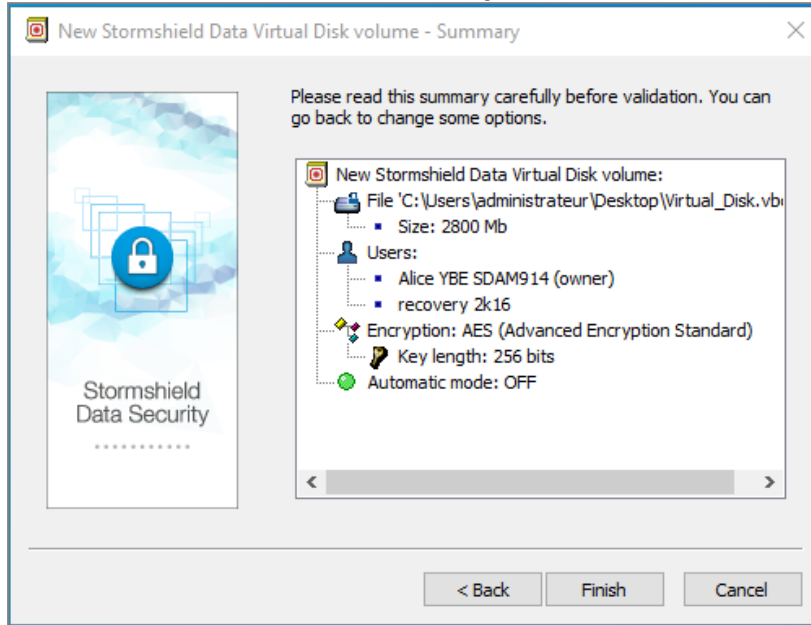 New Stormshield Data Virtual Disk volume - Summary
Please read this summary carefully before validation. You can
go back to change some options.
New Stormshield Data Virtual Disk volume:
File 'C:\Users\administrateur\Desktop\Virtual_Disk.vb
Size: 2800 Mb
Users:
Alice YBE SDAM914 (owner)
recovery 2k16
Encryption: AES (Advanced Encryption Standard)
Key length: 256 bits
Automatic mode: OFF
Stormshield
Data Security
< Back
Finish
Cancel